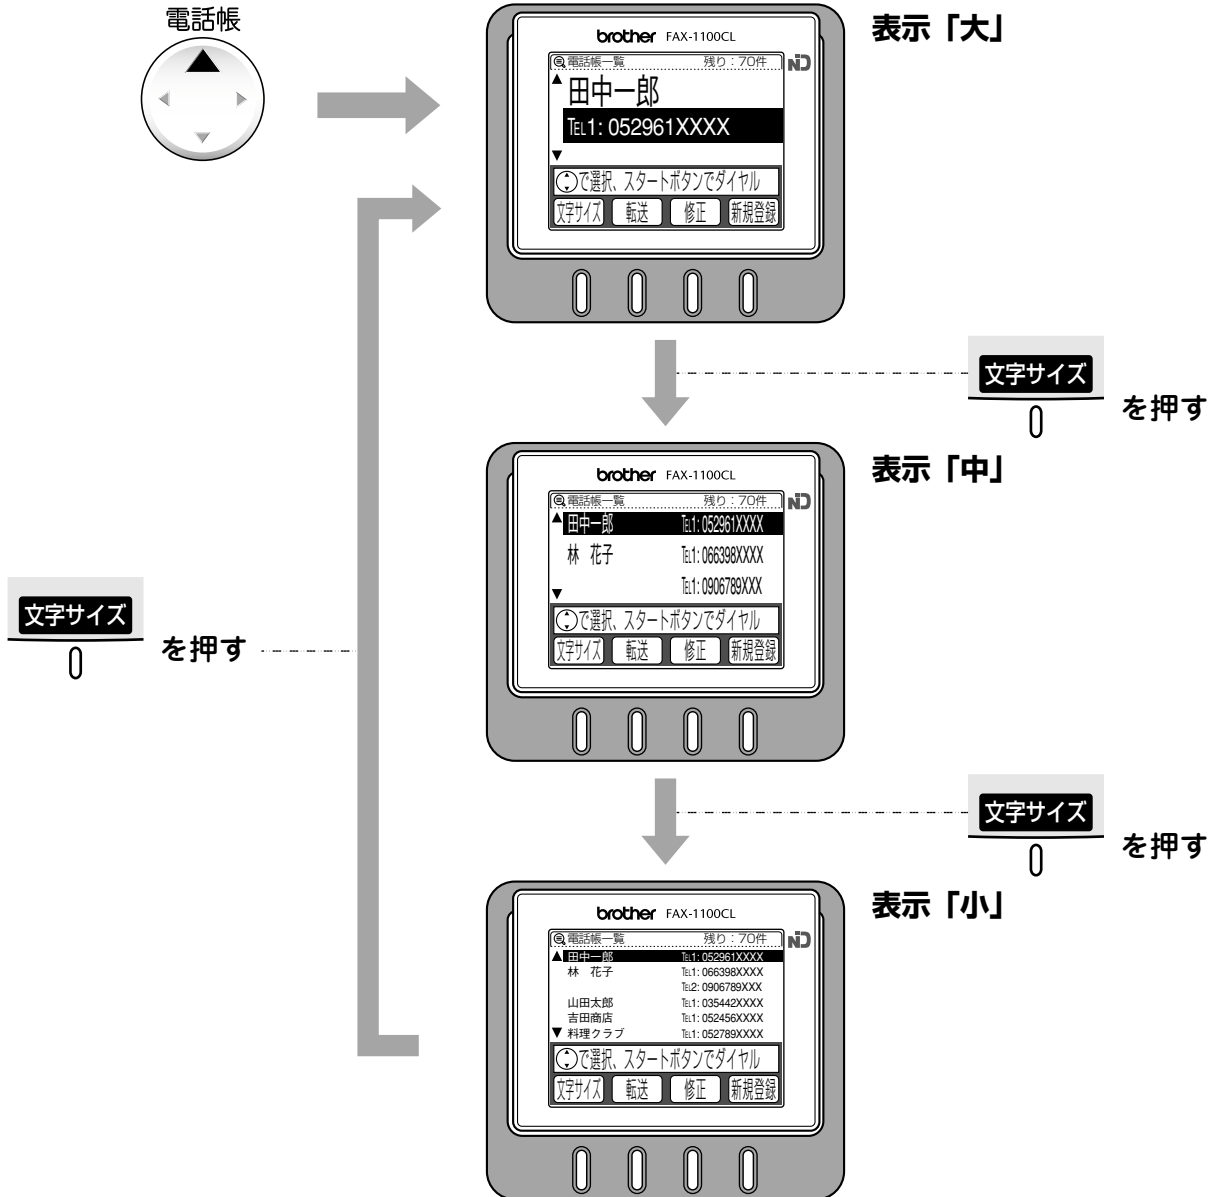 電話帳
brother FAX-1100CL
電話帳一覧 残り:70件
田中一郎
TEL1: 052961XXXX
で選択、スタートボタンでダイヤル
文字サイズ 転送 修正 新規登録
表示「大」
文字サイズ
を押す
brother FAX-1100CL
電話帳一覧 残り:70件
田中一郎 TEL1: 052961XXXX
林 花子 TEL1: 066398XXXX
TEL1: 0906789XXX
で選択、スタートボタンでダイヤル
文字サイズ 転送 修正 新規登録
表示「中」
文字サイズ
を押す
文字サイズ
を押す
brother FAX-1100CL
電話帳一覧 残り:70件
田中一郎 TEL1: 052961XXXX
林 花子 TEL1: 066398XXXX
TEL2: 0906789XXX
山田太郎 TEL1: 035442XXXX
吉田商店 TEL1: 052456XXXX
料理クラブ TEL1: 052789XXXX
で選択、スタートボタンでダイヤル
文字サイズ 転送 修正 新規登録
表示「小」